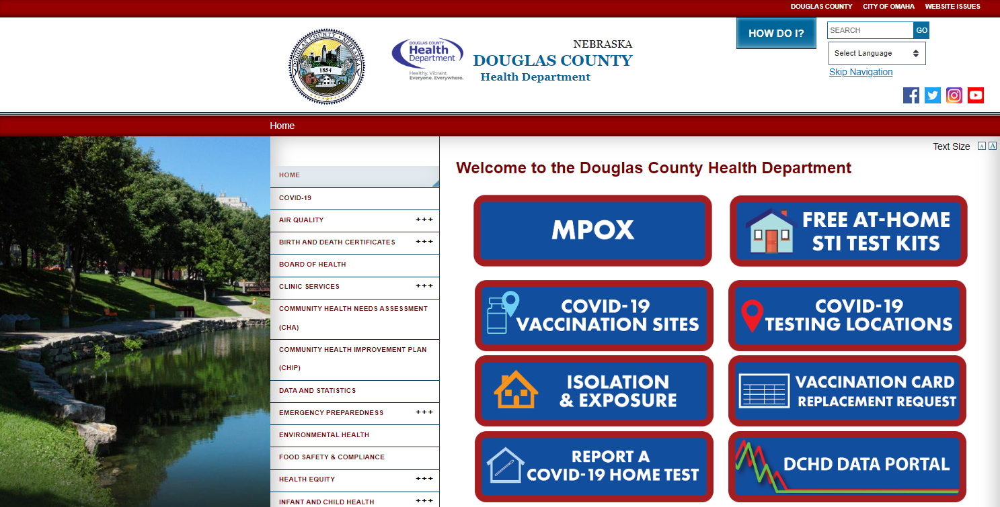 DOUGLAS COUNTY CITY OF OMAHA WEBSITE ISSUES
DOUGLAS COUNTY NEBRASKA
1854
DOUGLAS COUNTY
Health
Department
Healthy. Vibrant.
Everyone. Everywhere.
NEBRASKA
DOUGLAS COUNTY
Health Department
HOW DO I?
SEARCH GO
Select Language
Skip Navigation
Home
Text Size A A
HOME
COVID-19
AIR QUALITY +++
BIRTH AND DEATH CERTIFICATES +++
BOARD OF HEALTH
CLINIC SERVICES +++
COMMUNITY HEALTH NEEDS ASSESSMENT
(CHA)
COMMUNITY HEALTH IMPROVEMENT PLAN
(CHIP)
DATA AND STATISTICS
EMERGENCY PREPAREDNESS +++
ENVIRONMENTAL HEALTH
FOOD SAFETY & COMPLIANCE
HEALTH EQUITY +++
INFANT AND CHILD HEALTH +++
Welcome to the Douglas County Health Department
MPOX
FREE AT-HOME
STI TEST KITS
COVID-19
VACCINATION SITES
COVID-19
TESTING LOCATIONS
ISOLATION
& EXPOSURE
VACCINATION CARD
REPLACEMENT REQUEST
REPORT A
COVID-19 HOME TEST
DCHD DATA PORTAL